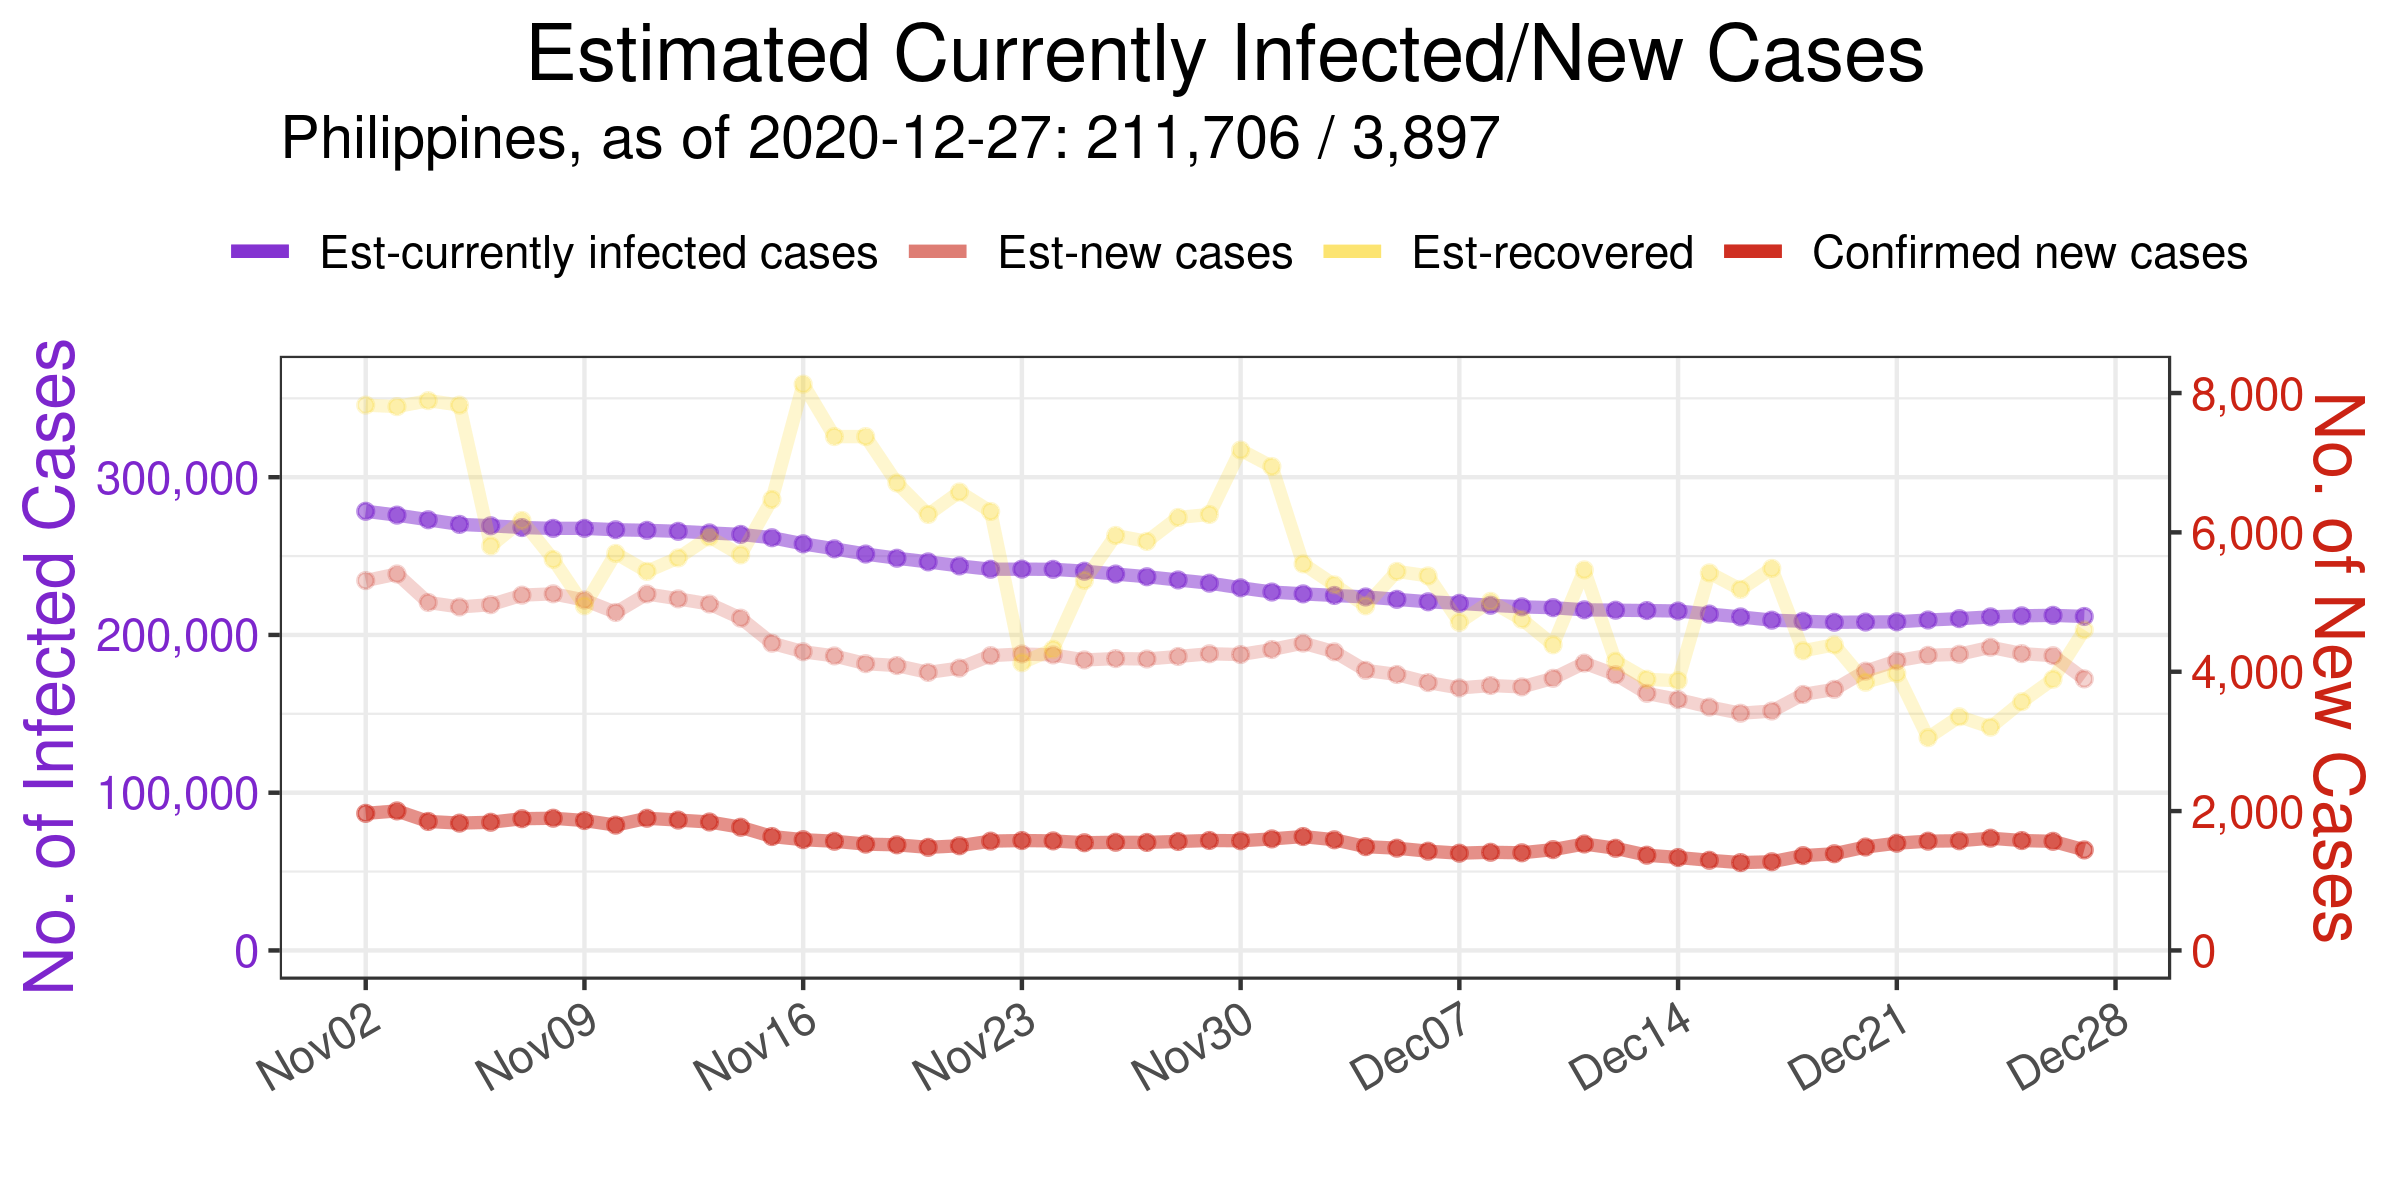 Estimated Currently Infected/New Cases
Philippines, as of 2020-12-27: 211,706 / 3,897
Est-currently infected cases Est-new cases Est-recovered Confirmed new cases
No. of Infected Cases
300,000
200,000
100,000
0
8,000
6,000
4,000
2,000
0
No. of New Cases
Nov02 Nov09 Nov16 Nov23 Nov30 Dec07 Dec14 Dec21 Dec28